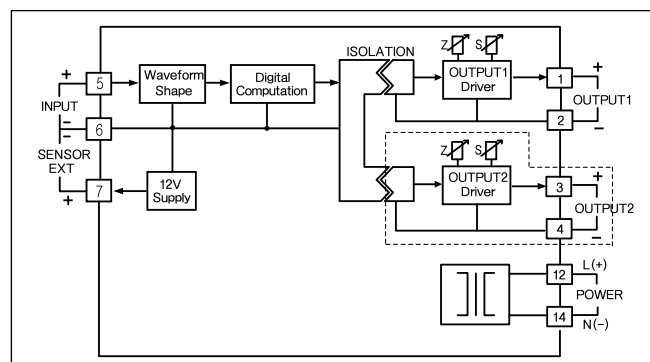 ISOLATION
Z S
+ 5 Waveform Shape
Digital Computation
OUTPUT1 Driver
1 +
INPUT
OUTPUT1
− 6
−
2 −
SENSOR EXT
+ 7
12V Supply
Z S
OUTPUT2 Driver
3 +
OUTPUT2
4 −
12 L(+)
POWER
14 N(−)